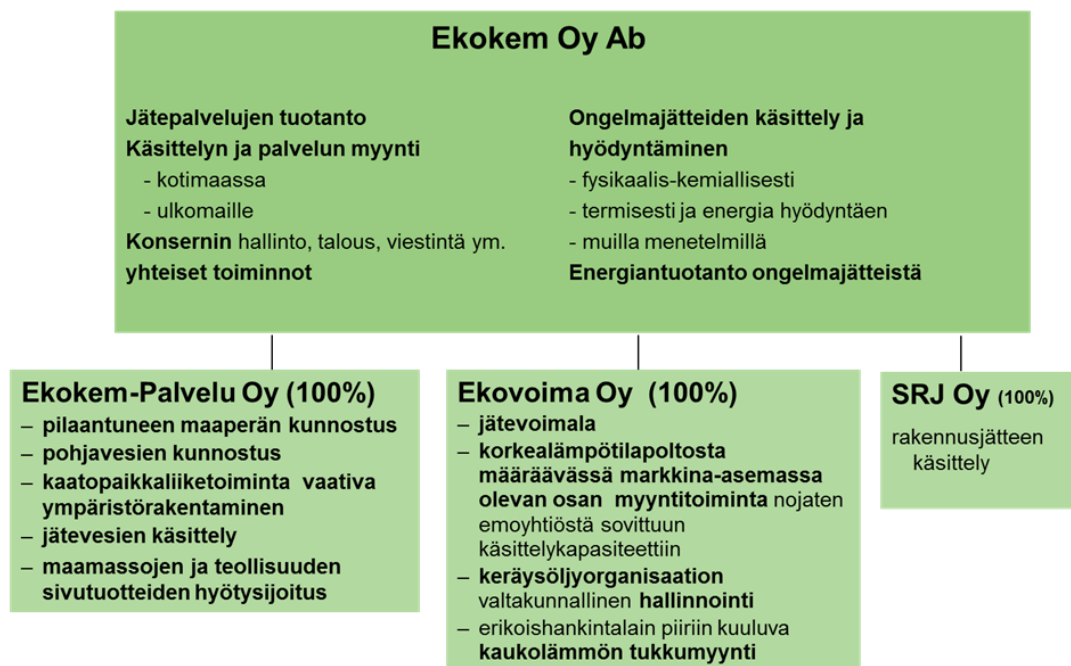 Ekokem Oy Ab
Jätepalvelujen tuotanto
Käsittelyn ja palvelun myynti
- kotimaassa
- ulkomaille
Konsernin hallinto, talous, viestintä ym.
yhteiset toiminnot
Ongelmajätteiden käsittely ja
hyödyntäminen
- fysikaalis-kemiallisesti
- termisesti ja energia hyödyntäen
- muilla menetelmillä
Energiantuotanto ongelmajätteistä
Ekokem-Palvelu Oy (100%)
– pilaantuneen maaperän kunnostus
– pohjavesien kunnostus
– kaatopaikkaliiketoiminta vaativa
ympäristörakentaminen
– jätevesien käsittely
– maamassojen ja teollisuuden
sivutuotteiden hyötysijoitus
Ekovoima Oy (100%)
– jätevoimala
– korkealämpötilapoltosta
määräävässä markkina-asemassa
olevan osan myyntitoiminta nojaten
emoyhtiöstä sovittuun
käsittelykapasiteettiin
– keräysöljyorganisaation
valtakunnallinen hallinnointi
– erikoishankintalain piiriin kuuluva
kaukolämmön tukkumyynti
SRJ Oy (100%)
rakennusjätteen
käsittely